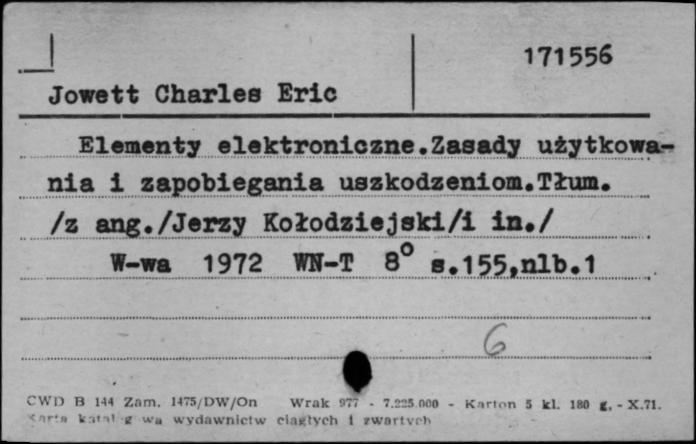 171556
Jowett Charles Eric
Elementy elektroniczne.Zasady użytkowa-
nia i zapobiegania uszkodzeniom.Tłum.
/z ang./Jerzy Kołodziejski/i in./
W-wa 1972 WN-T 8° s.155,nlb.1
6
CWD B 144 Zam. 1475/DW/On Wrak 977 - 7.225.000 - Karton 5 kl. 180 g. - X.71.
Karta katalogowa wydawnictw ciągłych i zwartych